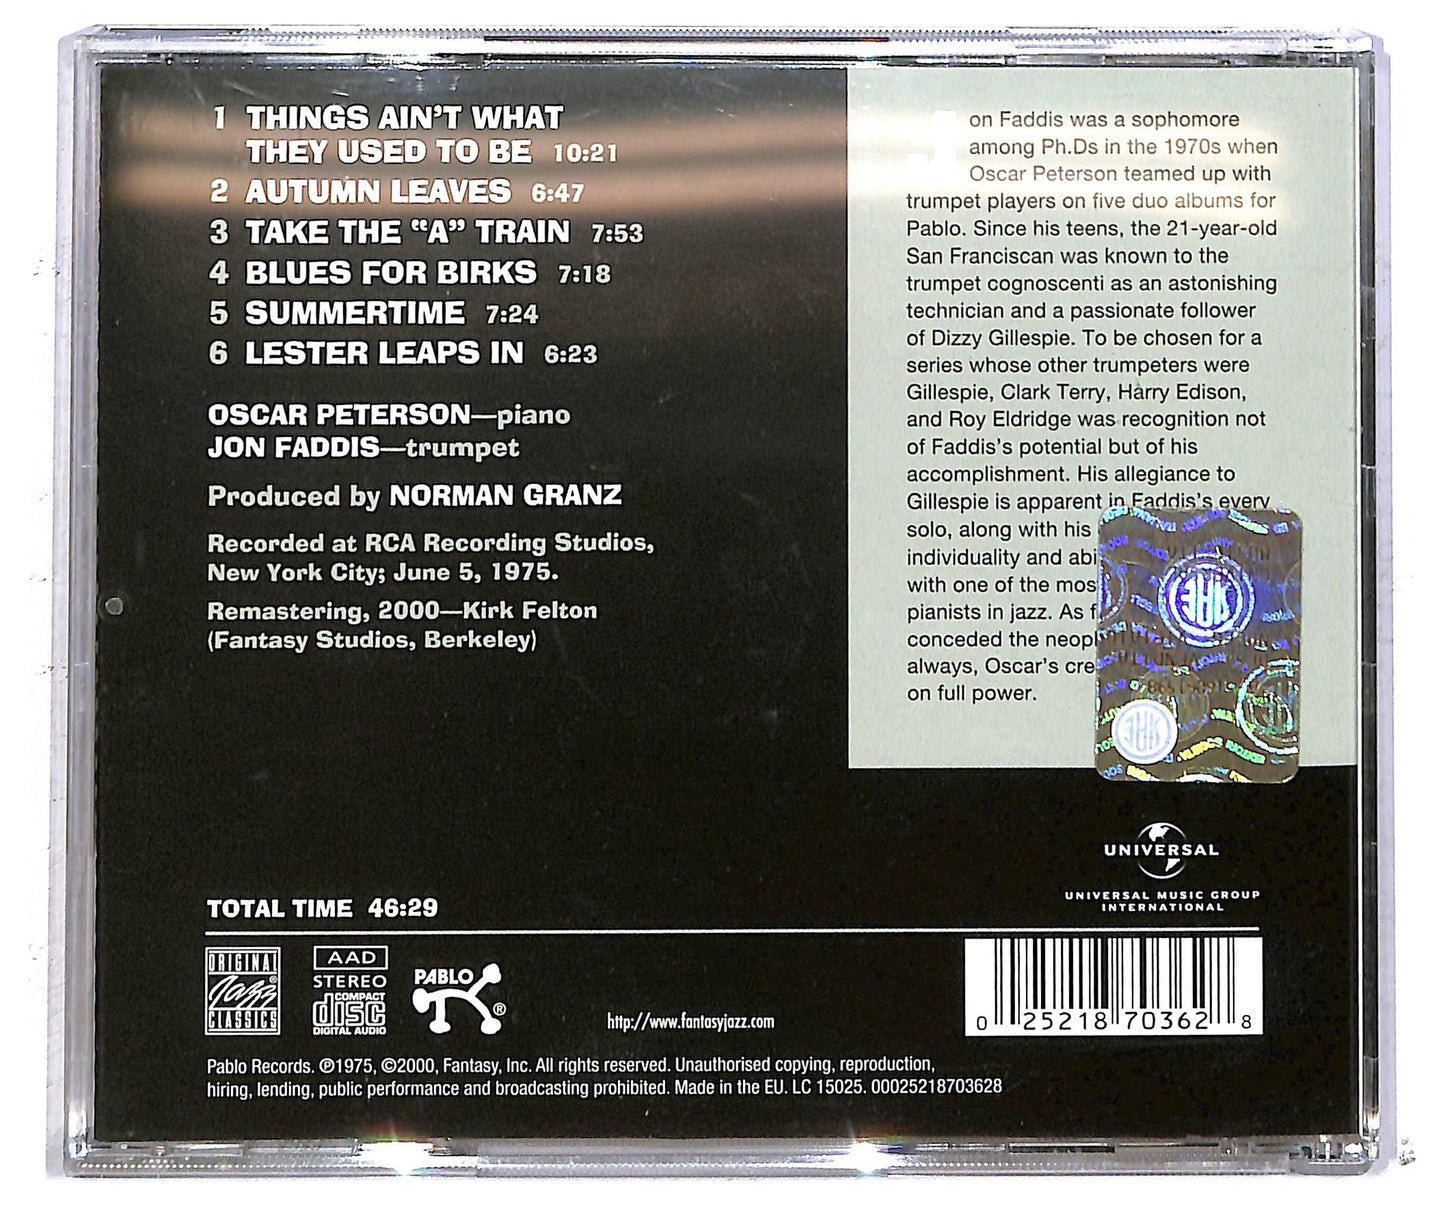 1 THINGS AIN'T WHAT
THEY USED TO BE 10:21
2 AUTUMN LEAVES 6:47
3 TAKE THE “A” TRAIN 7:53
4 BLUES FOR BIRKS 7:18
5 SUMMERTIME 7:24
6 LESTER LEAPS IN 6:23
OSCAR PETERSON—piano
JON FADDIS—trumpet
Produced by NORMAN GRANZ
Recorded at RCA Recording Studios,
New York City; June 5, 1975.
Remastering, 2000—Kirk Felton
(Fantasy Studios, Berkeley)
Jon Faddis was a sophomore
among Ph.Ds in the 1970s when
Oscar Peterson teamed up with
trumpet players on five duo albums for
Pablo. Since his teens, the 21-year-old
San Franciscan was known to the
trumpet cognoscenti as an astonishing
technician and a passionate follower
of Dizzy Gillespie. To be chosen for a
series whose other trumpeters were
Gillespie, Clark Terry, Harry Edison,
and Roy Eldridge was recognition not
of Faddis's potential but of his
accomplishment. His allegiance to
Gillespie is apparent in Faddis's every
solo, along with his
individuality and
with one of the
pianists in jazz. As
conceded the
always, Oscar's
on full power.
UNIVERSAL
UNIVERSAL MUSIC GROUP
INTERNATIONAL
TOTAL TIME 46:29
ORIGINAL
Jazz®
CLASSICS
AAD
STEREO
COMPACT
disc
DIGITAL AUDIO
PABLO
®
http://www.fantasyjazz.com
0 25218 70362 8
Pablo Records. ℗1975, ©2000, Fantasy, Inc. All rights reserved. Unauthorised copying, reproduction,
hiring, lending, public performance and broadcasting prohibited. Made in the EU. LC 15025. 00025218703628